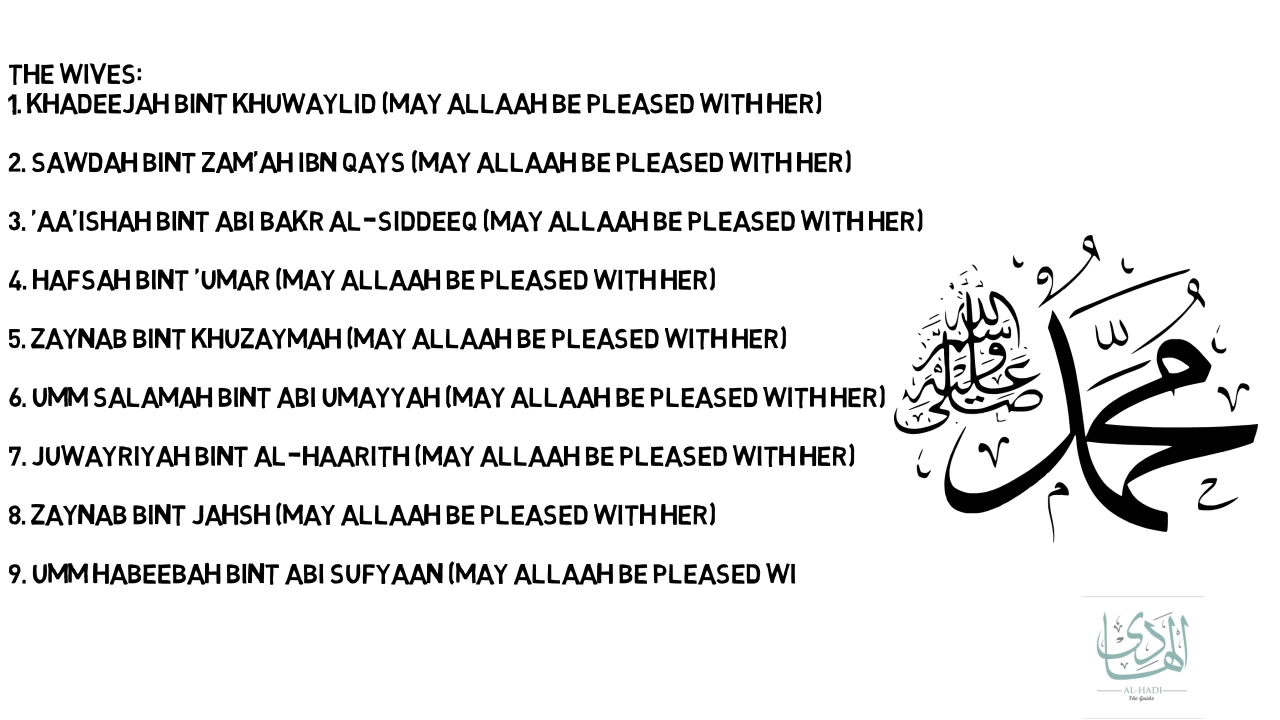 THE WIVES:
1. KHADEEJAH BINT KHUWAYLID (MAY ALLAAH BE PLEASED WITH HER)
2. SAWDAH BINT ZAM'AH IBN QAYS (MAY ALLAAH BE PLEASED WITH HER)
3. 'AA'ISHAH BINT ABI BAKR AL-SIDDEEQ (MAY ALLAAH BE PLEASED WITH HER)
4. HAFSAH BINT 'UMAR (MAY ALLAAH BE PLEASED WITH HER)
5. ZAYNAB BINT KHUZAYMAH (MAY ALLAAH BE PLEASED WITH HER)
6. UMM SALAMAH BINT ABI UMAYYAH (MAY ALLAAH BE PLEASED WITH HER)
7. JUWAYRIYAH BINT AL-HAARITH (MAY ALLAAH BE PLEASED WITH HER)
8. ZAYNAB BINT JAHSH (MAY ALLAAH BE PLEASED WITH HER)
9. UMM HABEEBAH BINT ABI SUFYAAN (MAY ALLAAH BE PLEASED WI
محمد
صلى الله عليه وسلم
الهادي
AL-HADI
The Guide